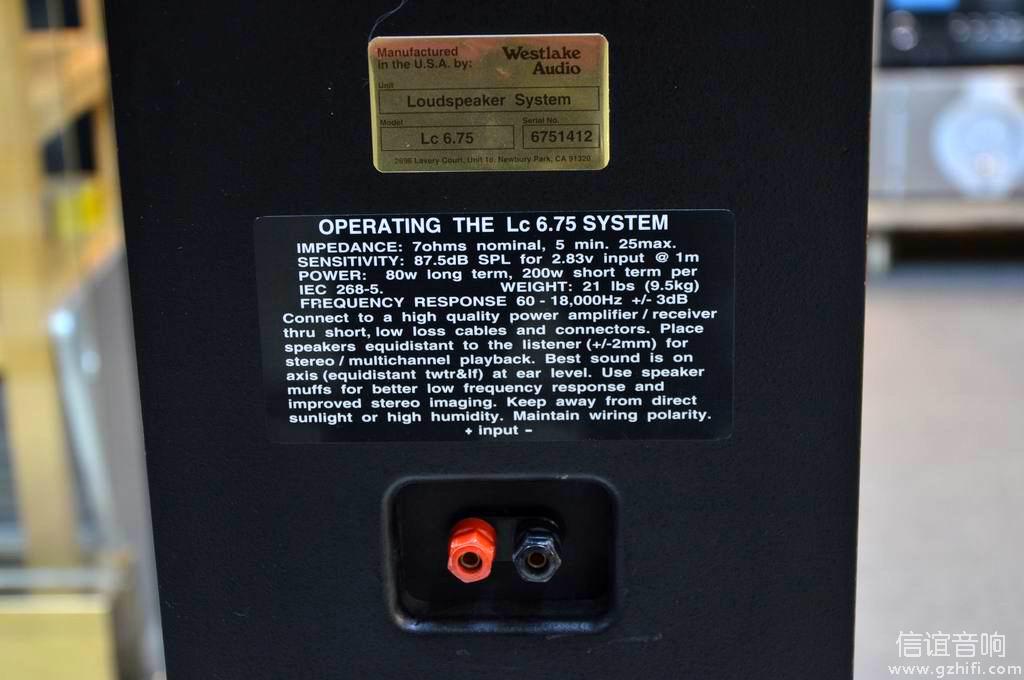 Manufactured
in the U.S.A. by:
Westlake
Audio
Unit
Loudspeaker System
Model
Serial No.
Lc 6.75
6751412
2696 Lavery Court, Unit 18, Newbury Park, CA 91320
OPERATING THE Lc 6.75 SYSTEM
IMPEDANCE: 7ohms nominal, 5 min. 25max.
SENSITIVITY: 87.5dB SPL for 2.83v input @ 1m
POWER: 80w long term, 200w short term per
IEC 268-5. WEIGHT: 21 lbs (9.5kg)
FREQUENCY RESPONSE 60 - 18,000Hz +/- 3dB
Connect to a high quality power amplifier / receiver
thru short, low loss cables and connectors. Place
speakers equidistant to the listener (+/-2mm) for
stereo / multichannel playback. Best sound is on
axis (equidistant twtr&lf) at ear level. Use speaker
muffs for better low frequency response and
improved stereo imaging. Keep away from direct
sunlight or high humidity. Maintain wiring polarity.
+ input -
信谊音响
www.gzhifi.com